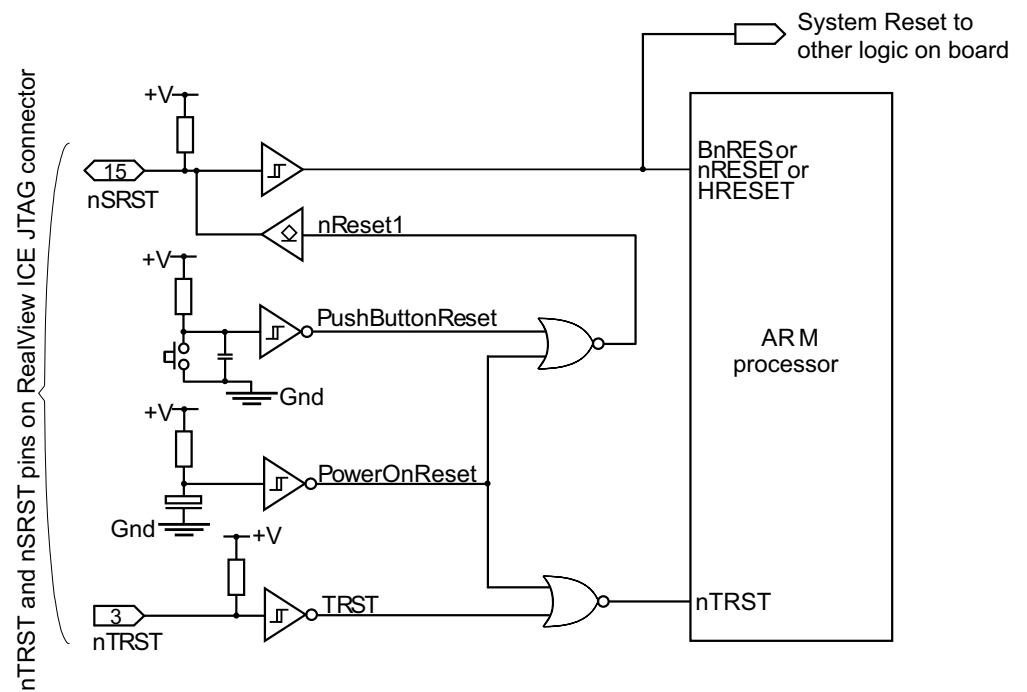 System Reset to
other logic on board
+V
15
nSRST
BnRES or
nRESET or
HRESET
nReset1
+V
PushButtonReset
ARM
processor
Gnd
+V
PowerOnReset
Gnd
+V
TRST
3
nTRST
nTRST
nTRST and nSRST pins on RealView ICE JTAG connector